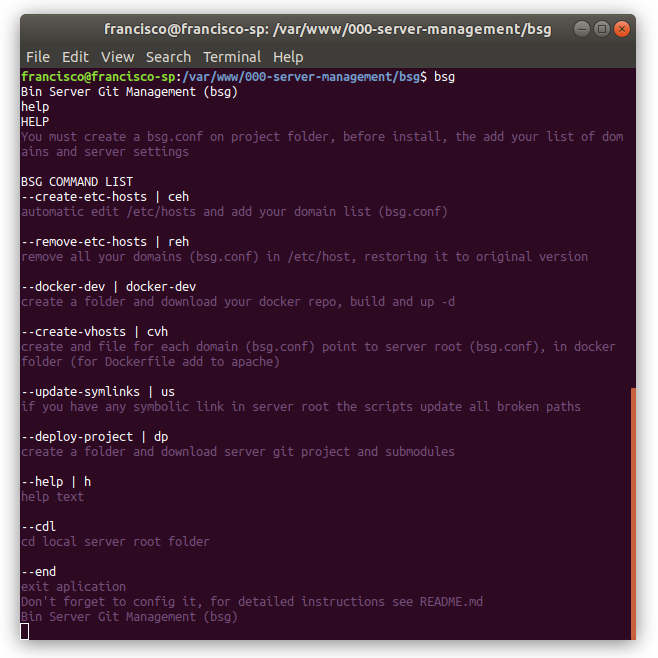 francisco@francisco-sp: /var/www/000-server-management/bsg
File Edit View Search Terminal Help
francisco@francisco-sp:/var/www/000-server-management/bsg$ bsg
Bin Server Git Management (bsg)
help
HELP
You must create a bsg.conf on project folder, before install, the add your list of dom
ains and server settings
BSG COMMAND LIST
--create-etc-hosts | ceh
automatic edit /etc/hosts and add your domain list (bsg.conf)
--remove-etc-hosts | reh
remove all your domains (bsg.conf) in /etc/host, restoring it to original version
--docker-dev | docker-dev
create a folder and download your docker repo, build and up -d
--create-vhosts | cvh
create and file for each domain (bsg.conf) point to server root (bsg.conf), in docker
folder (for Dockerfile add to apache)
--update-symlinks | us
if you have any symbolic link in server root the scripts update all broken paths
--deploy-project | dp
create a folder and download server git project and submodules
--help | h
help text
--cdl
cd local server root folder
--end
exit aplication
Don't forget to config it, for detailed instructions see README.md
Bin Server Git Management (bsg)